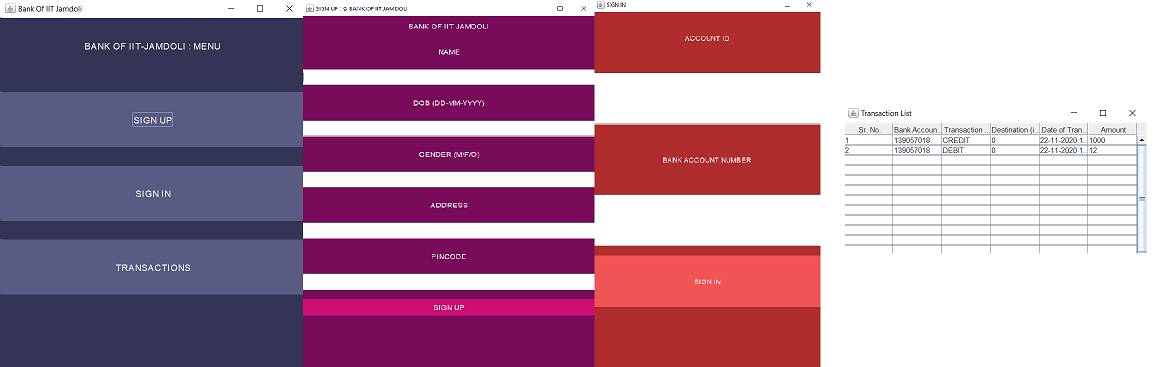 Bank Of IIT Jamdoli
BANK OF IIT-JAMDOLI : MENU
SIGN UP
SIGN IN
TRANSACTIONS
SIGN UP : 9 BANK OF IIT JAMDOLI
BANK OF IIT JAMDOLI
NAME
DOB (DD-MM-YYYY)
GENDER (M/F/O)
ADDRESS
PINCODE
SIGN UP
SIGN IN
ACCOUNT ID
BANK ACCOUNT NUMBER
SIGN IN
Transaction List
Sr. No. Bank Accoun... Transaction ... Destination (i... Date of Tran... Amount
1 139057018 CREDIT 0 22-11-2020 1... 1000
2 139057018 DEBIT 0 22-11-2020 1... 12